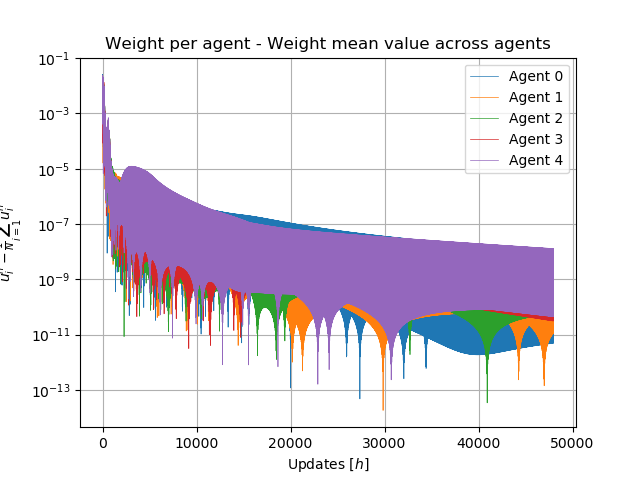 Weight per agent - Weight mean value across agents
10⁻¹
10⁻³
10⁻⁵
10⁻⁷
10⁻⁹
10⁻¹¹
10⁻¹³
Agent 0
Agent 1
Agent 2
Agent 3
Agent 4
0
10000
20000
30000
40000
50000
Updates [h]